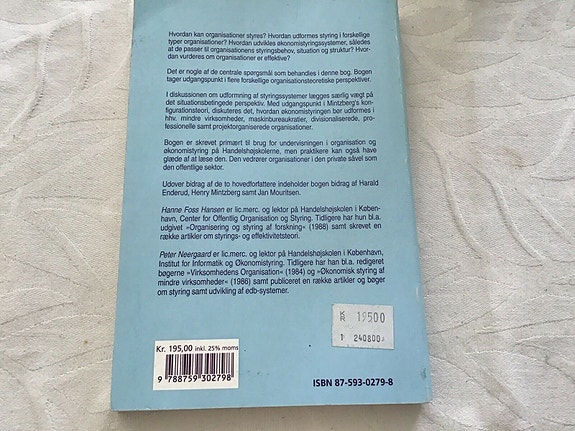 Hvordan kan organisationer styres? Hvordan udformes styring i forskellige
typer organisationer? Hvordan udvikles økonomistyringssystemer, således
at de passer til organisationens styringsbehov, situation og struktur? Hvor-
dan vurderes om organisationer er effektive?
Det er nogle af de centrale spørgsmål som behandles i denne bog. Bogen
tager udgangspunkt i flere forskellige organisationsteoretiske perspektiver.
I diskussionen om udformning af styringssystemer lægges særlig vægt på
det situationsbetingede perspektiv. Med udgangspunkt i Mintzberg's kon-
figurationsteori, diskuteres det, hvordan økonomistyringen bør udformes i
hhv. mindre virksomheder, maskinbureaukratier, divisionaliserede, pro-
fessionelle samt projektorganiserede organisationer.
Bogen er skrevet primært til brug for undervisningen i organisation og
økonomistyring på Handelshøjskolerne, men praktikere kan også have
glæde af at læse den. Den vedrører organisationer i den private såvel som
den offentlige sektor.
Udover bidrag af de to hovedforfattere indeholder bogen bidrag af Harald
Enderud, Henry Mintzberg samt Jan Mouritsen.
Hanne Foss Hansen er lic.merc. og lektor på Handelshøjskolen i Køben-
havn, Center for Offentlig Organisation og Styring. Tidligere har hun bl.a.
udgivet »Organisering og styring af forskning« (1988) samt skrevet en
række artikler om styrings- og effektivitetsteori.
Peter Neergaard er lic.merc. og lektor på Handelshøjskolen i København,
Institut for Informatik og Økonomistyring. Tidligere har han bl.a. redigeret
bøgerne »Virksomhedens Organisation« (1984) og »Økonomisk styring af
mindre virksomheder« (1986) samt publiceret en række artikler og bøger
om styring samt udvikling af edb-systemer.
KR 19500
1 240800
Kr. 195,00 inkl. 25% moms
9 788759 302798
ISBN 87-593-0279-8